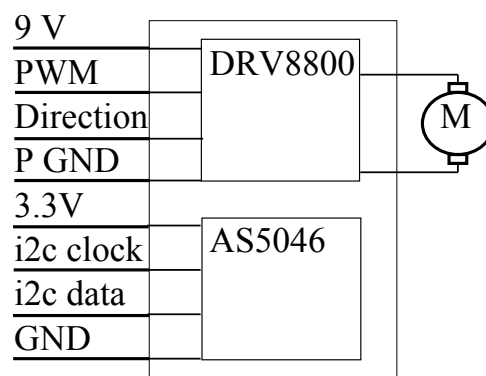 9 V
PWM
Direction
P GND
3.3V
i2c clock
i2c data
GND
DRV8800
AS5046
M